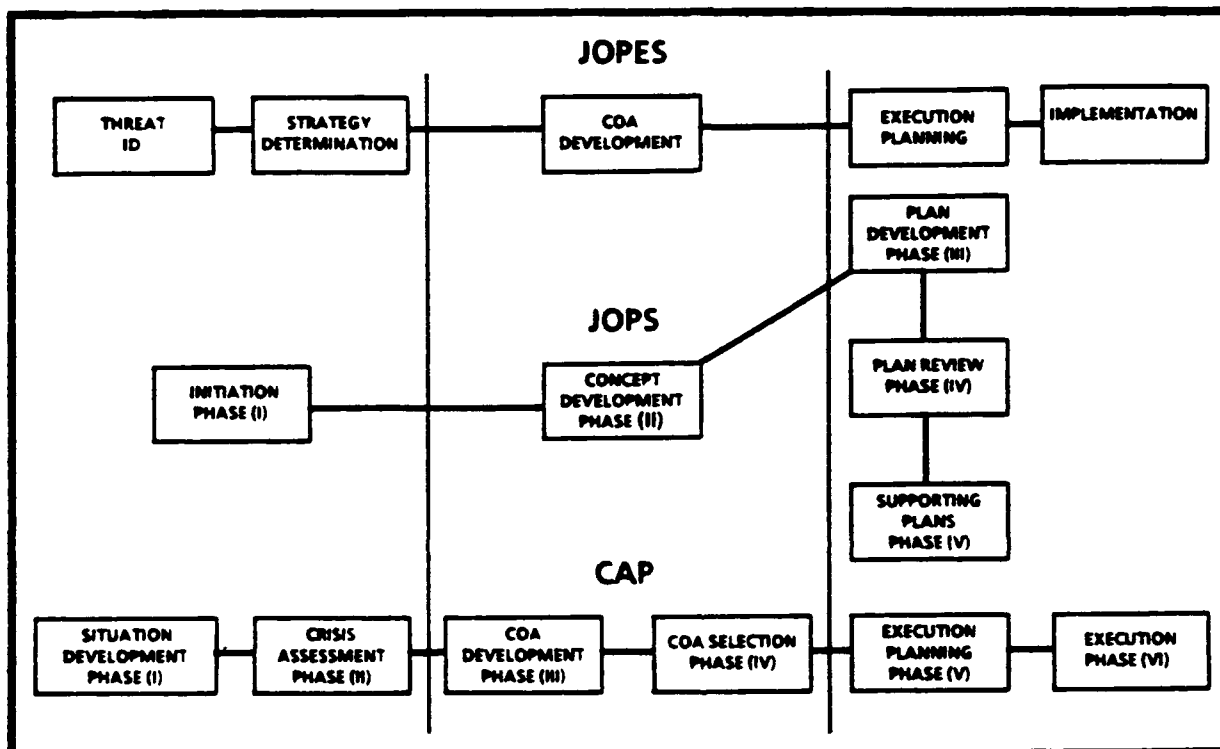 JOPES
THREAT
ID
STRATEGY
DETERMINATION
COA
DEVELOPMENT
EXECUTION
PLANNING
IMPLEMENTATION
JOPS
INITIATION
PHASE (I)
CONCEPT
DEVELOPMENT
PHASE (II)
PLAN
DEVELOPMENT
PHASE (III)
PLAN REVIEW
PHASE (IV)
SUPPORTING
PLANS
PHASE (V)
CAP
SITUATION
DEVELOPMENT
PHASE (I)
CRISIS
ASSESSMENT
PHASE (II)
COA
DEVELOPMENT
PHASE (III)
COA SELECTION
PHASE (IV)
EXECUTION
PLANNING
PHASE (V)
EXECUTION
PHASE (VI)